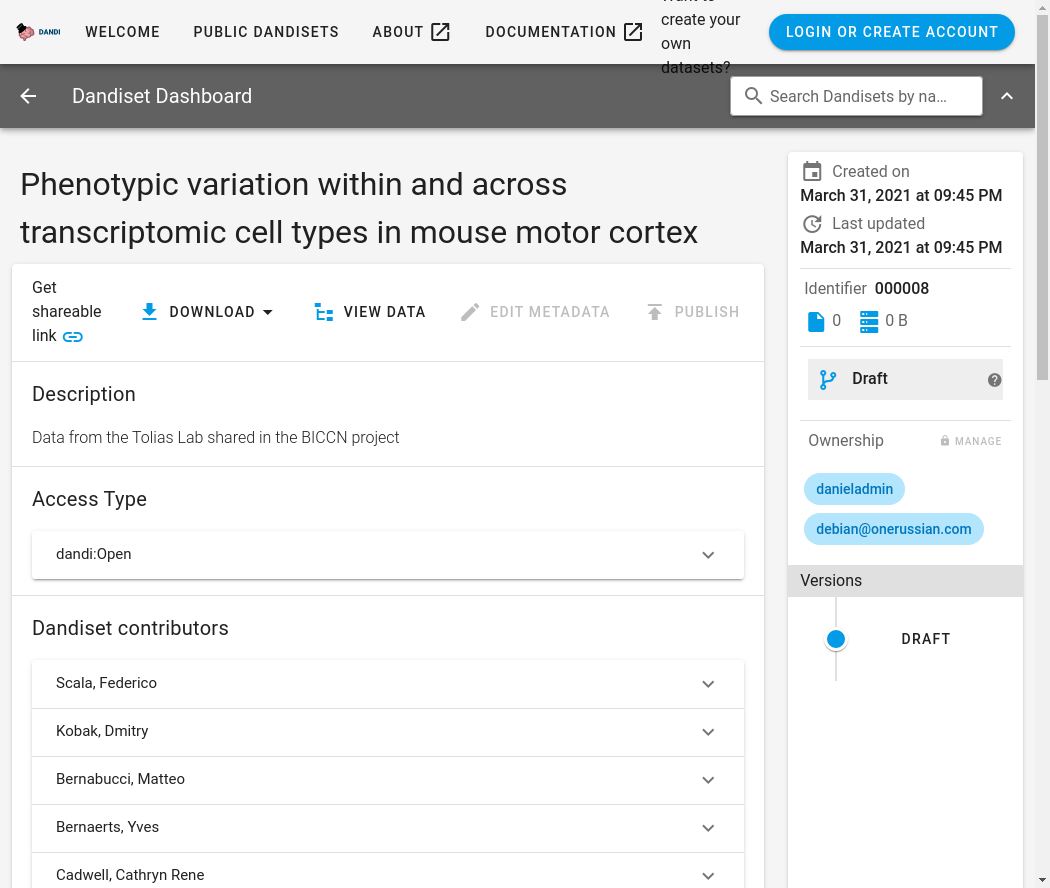 DANDI
WELCOME
PUBLIC DANDISETS
ABOUT
DOCUMENTATION
create your
own
datasets?
LOGIN OR CREATE ACCOUNT
Dandiset Dashboard
Search Dandisets by na…
Phenotypic variation within and across
transcriptomic cell types in mouse motor cortex
Get
shareable
link
DOWNLOAD
VIEW DATA
EDIT METADATA
PUBLISH
Description
Data from the Tolias Lab shared in the BICCN project
Access Type
dandi:Open
Dandiset contributors
Scala, Federico
Kobak, Dmitry
Bernabucci, Matteo
Bernaerts, Yves
Cadwell, Cathryn Rene
Created on
March 31, 2021 at 09:45 PM
Last updated
March 31, 2021 at 09:45 PM
Identifier 000008
0 0 B
Draft
Ownership MANAGE
danieladmin
debian@onerussian.com
Versions
DRAFT